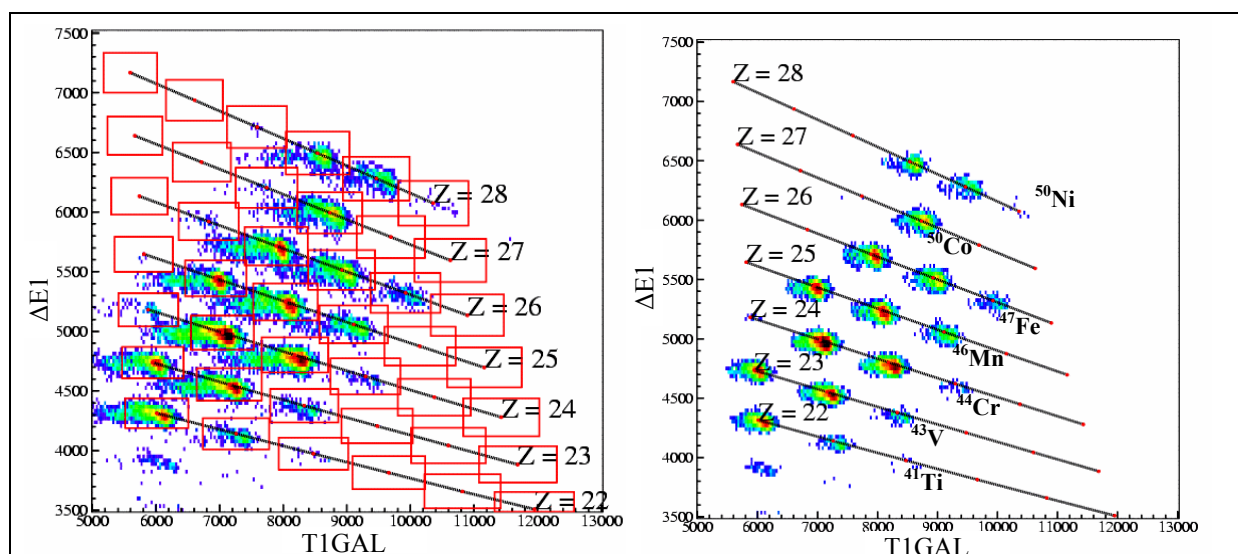 7500
7000
6500
6000
5500
5000
4500
4000
3500
ΔE1
Z = 28
Z = 27
Z = 26
Z = 25
Z = 24
Z = 23
Z = 22
5000 6000 7000 8000 9000 10000 11000 12000 13000
T1GAL
7500
7000
6500
6000
5500
5000
4500
4000
3500
ΔE1
Z = 28
Z = 27
Z = 26
Z = 25
Z = 24
Z = 23
Z = 22
⁵⁰Ni
⁵⁰Co
⁴⁷Fe
⁴⁶Mn
⁴⁴Cr
⁴³V
⁴¹Ti
5000 6000 7000 8000 9000 10000 11000 12000 13000
T1GAL